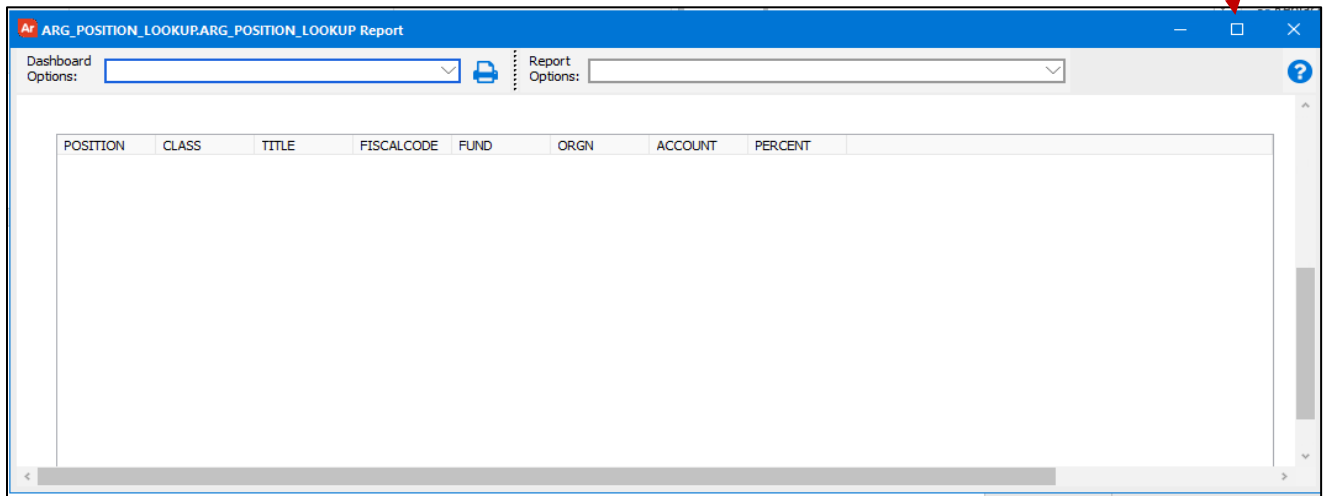 Ar ARG_POSITION_LOOKUP.ARG_POSITION_LOOKUP Report
Dashboard Options:
Report Options:
?
POSITION CLASS TITLE FISCALCODE FUND ORGN ACCOUNT PERCENT